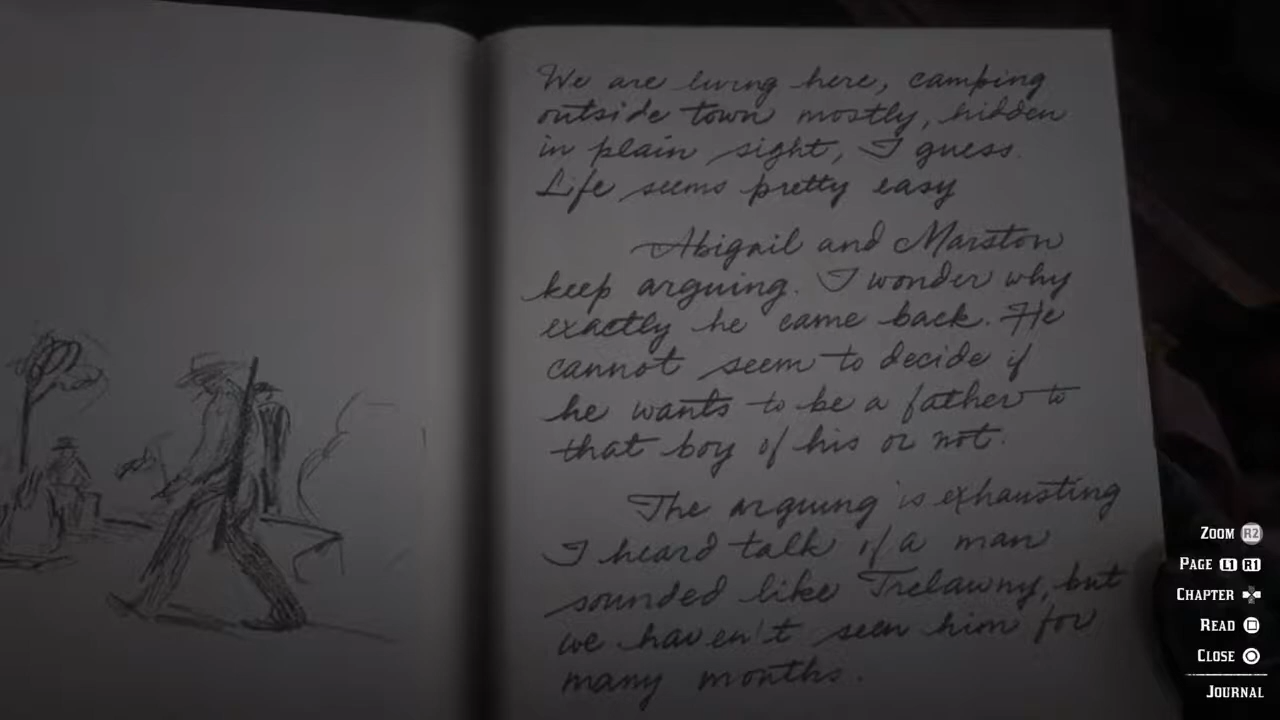 We are living here, camping
outside town mostly, hidden
in plain sight, I guess.
Life seems pretty easy
Abigail and Marston
keep arguing. I wonder why
exactly he came back. He
cannot seem to decide if
he wants to be a father to
that boy of his or not.
The arguing is exhausting
I heard talk of a man
sounded like Trelawny, but
we haven't seen him for
many months.
ZOOM R2
PAGE L1 R1
CHAPTER
READ
CLOSE
JOURNAL